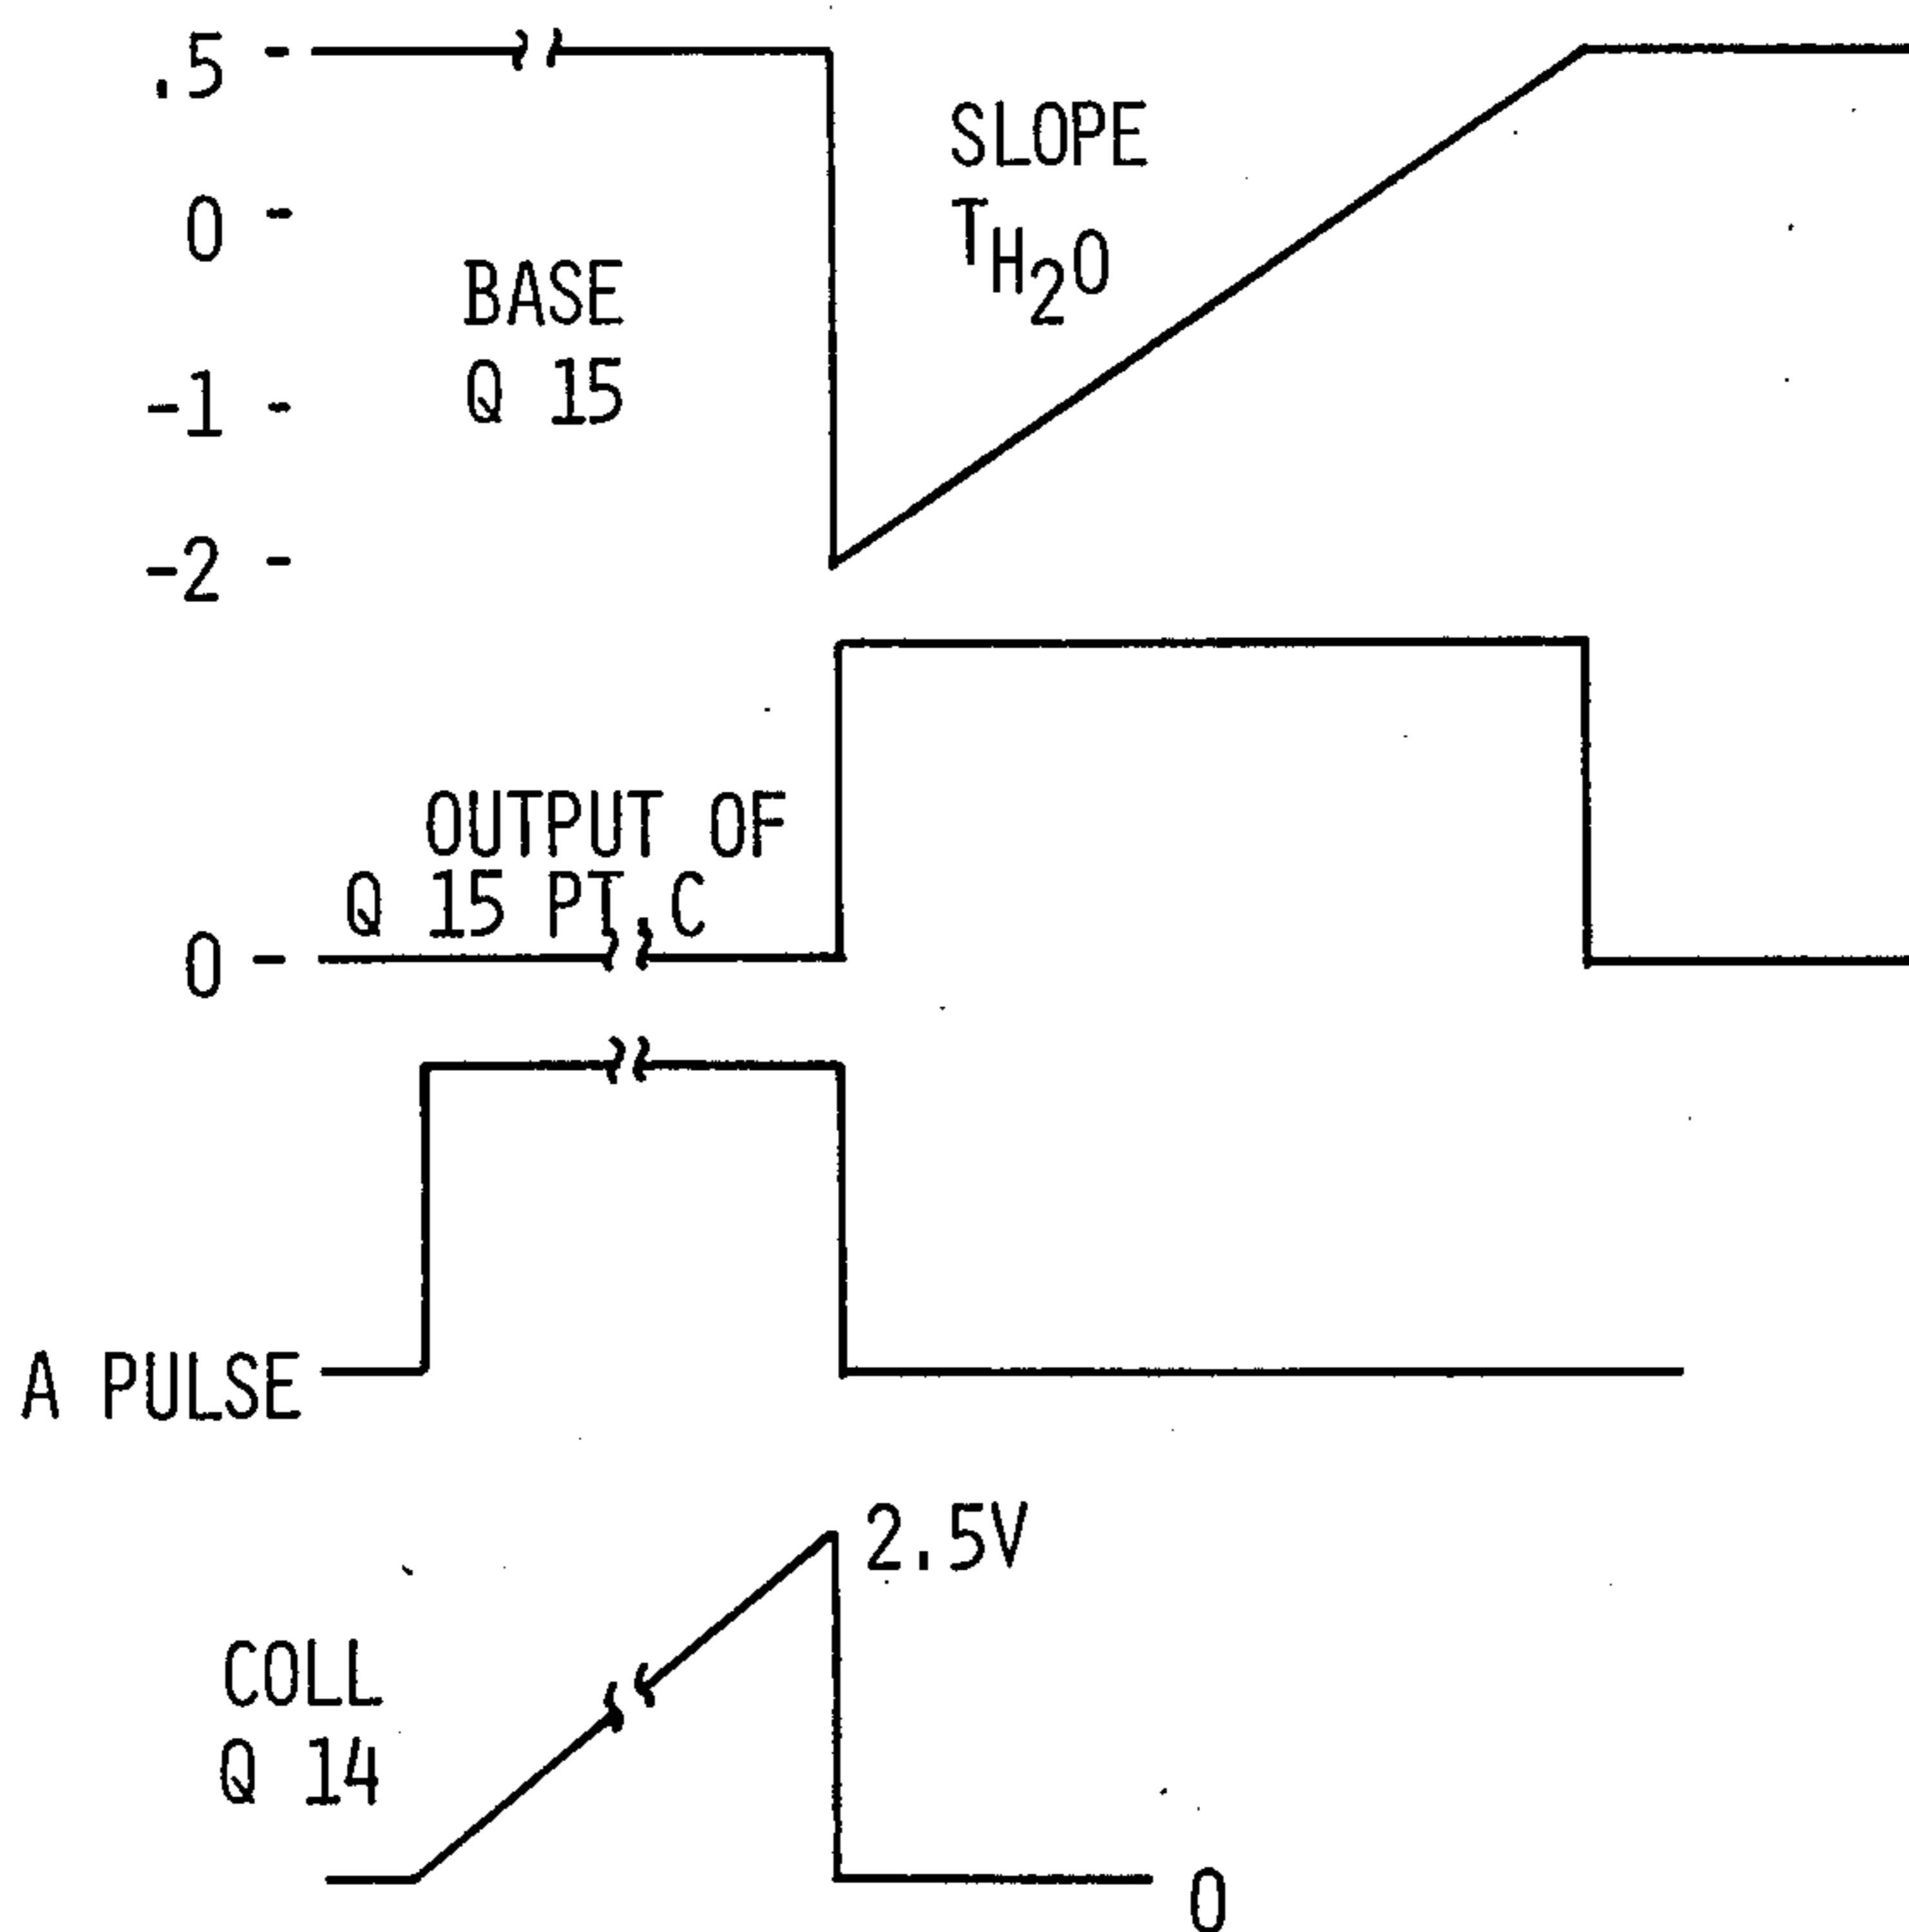 .5 -
SLOPE
TH₂O
0 -
BASE
Q 15
-1 -
-2 -
OUTPUT OF
Q 15 PT.C
0 -
A PULSE
2.5V
COLL
Q 14
0